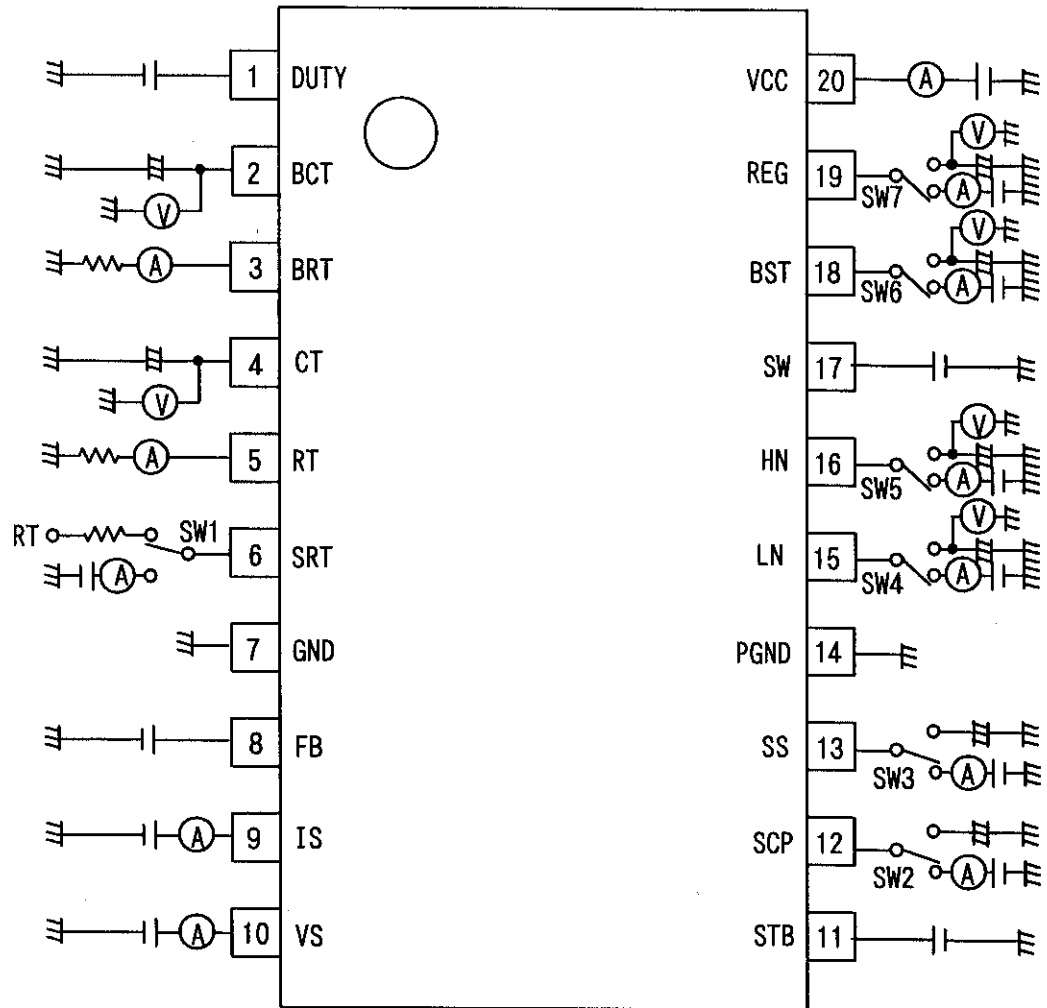 1 DUTY
2 BCT
V
A 3 BRT
4 CT
V
A 5 RT
RT SW1 6 SRT
A
7 GND
8 FB
A 9 IS
A 10 VS
VCC 20 A
V
REG 19 SW7 A
V
BST 18 SW6 A
SW 17
V
HN 16 SW5 A
V
LN 15 SW4 A
PGND 14
SS 13 SW3 A
SCP 12 SW2 A
STB 11